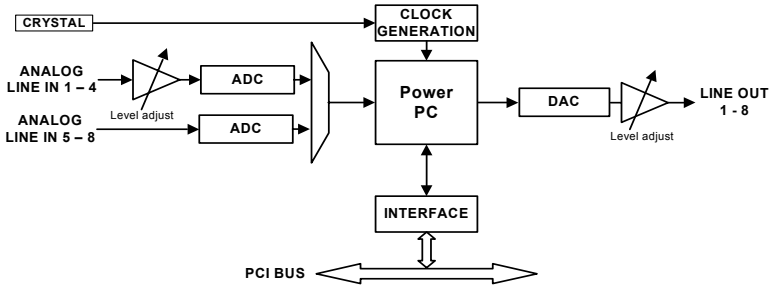 CRYSTAL
CLOCK
GENERATION
ANALOG
LINE IN 1 – 4
Level adjust
ADC
ANALOG
LINE IN 5 – 8
ADC
Power
PC
DAC
Level adjust
LINE OUT
1 - 8
INTERFACE
PCI BUS